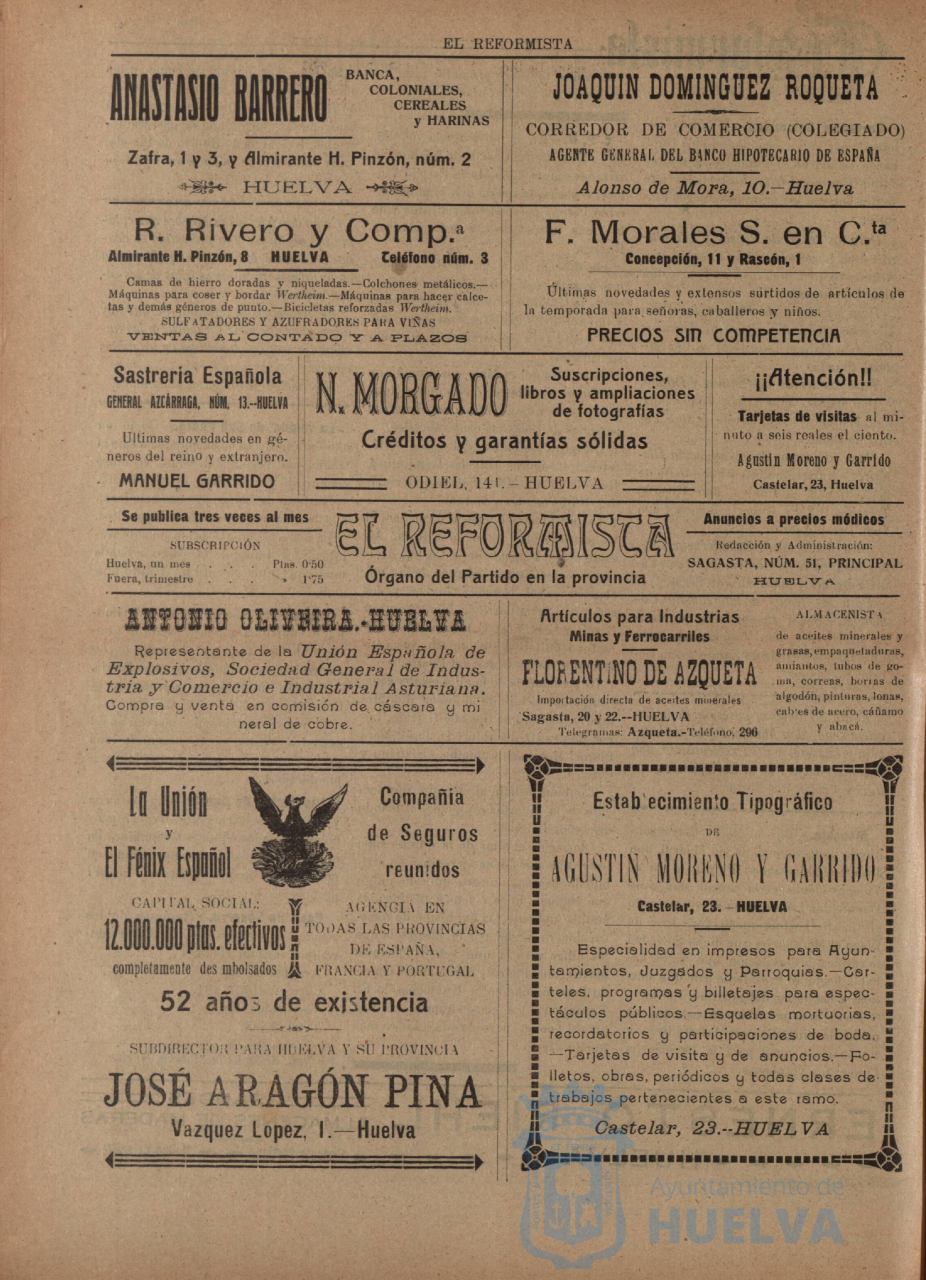 EL REFORMISTA
ANASTASIO BARRERO
BANCA,
COLONIALES,
CEREALES
y HARINAS
Zafra, 1 y 3, y Almirante H. Pinzón, núm. 2
HUELVA
JOAQUIN DOMINGUEZ ROQUETA
CORREDOR DE COMERCIO (COLEGIADO)
AGENTE GENERAL DEL BANCO HIPOTECARIO DE ESPAÑA
Alonso de Mora, 10.—Huelva
R. Rivero y Comp.ª
Almirante H. Pinzón, 8 HUELVA Teléfono núm. 3
Camas de hierro doradas y niqueladas.—Colchones metálicos.—
Máquinas para coser y bordar Wertheim.—Máquinas para hacer calce-
tas y demás géneros de punto.—Bicicletas reforzadas Wertheim.
SULFATADORES Y AZUFRADORES PARA VIÑAS
VENTAS AL CONTADO Y A PLAZOS
F. Morales S. en C.ta
Concepción, 11 y Rascón, 1
Últimas novedades y extensos surtidos de artículos de
la temporada para señoras, caballeros y niños.
PRECIOS SIN COMPETENCIA
Sastreria Española
GENERAL AZCÁRRAGA, NÚM. 13.--HUELVA
Ultimas novedades en gé-
neros del reino y extranjero.
MANUEL GARRIDO
N. MORGADO
Suscripciones,
libros y ampliaciones
de fotografías
Créditos y garantías sólidas
ODIEL, 141.—HUELVA
¡¡Atención!!
Tarjetas de visitas al mi-
nuto a seis reales el ciento.
Agustin Moreno y Garrido
Castelar, 23, Huelva
Se publica tres veces al mes
SUBSCRIPCIÓN
Huelva, un mes . . . Ptas. 0'50
Fuera, trimestre . . . » 1'75
EL REFORMISTA
Órgano del Partido en la provincia
Anuncios a precios módicos
Redacción y Administración:
SAGASTA, NÚM. 51, PRINCIPAL
HUELVA
ANTONIO OLIVEIRA.-HUELVA
Representante de la Unión Española de
Explosivos, Sociedad General de Indus-
tria y Comercio e Industrial Asturiana.
Compra y venta en comisión de cáscara y mi
neral de cobre.
Artículos para Industrias
Minas y Ferrocarriles
FLORENTINO DE AZQUETA
Importación directa de aceites minerales
Sagasta, 20 y 22.--HUELVA
Telegramas: Azqueta.-Teléfono, 296
ALMACENISTA
de aceites minerales y
grasas, empaquetaduras,
amiantos, tubos de go-
ma, correas, borras de
algodón, pinturas, lonas,
cables de acero, cáñamo
y abacá.
La Unión
y
El Fénix Español
Compañia
de Seguros
reunidos
CAPITAL SOCIAL:
12.000.000 ptas. efectivos
completamente des mbolsados
AGENCIA EN
TODAS LAS PROVINCIAS
DE ESPAÑA,
FRANCIA Y PORTUGAL
52 años de existencia
SUBDIRECTOR PARA HUELVA Y SU PROVINCIA
JOSÉ ARAGÓN PINA
Vazquez Lopez, 1.—Huelva
Establecimiento Tipográfico
DE
AGUSTIN MORENO Y GARRIDO
Castelar, 23.- HUELVA
Especialidad en impresos para Ayun-
tamientos, Juzgados y Parroquias.—Car-
teles, programas y billetajes para espec-
táculos públicos.—Esquelas mortuorias,
recordatorios y participaciones de boda.
—Tarjetas de visita y de anuncios.—Fo-
lletos, obras, periódicos y todas clases de
trabajos pertenecientes a este ramo.
Castelar, 23.--HUELVA
Ayuntamiento de
HUELVA